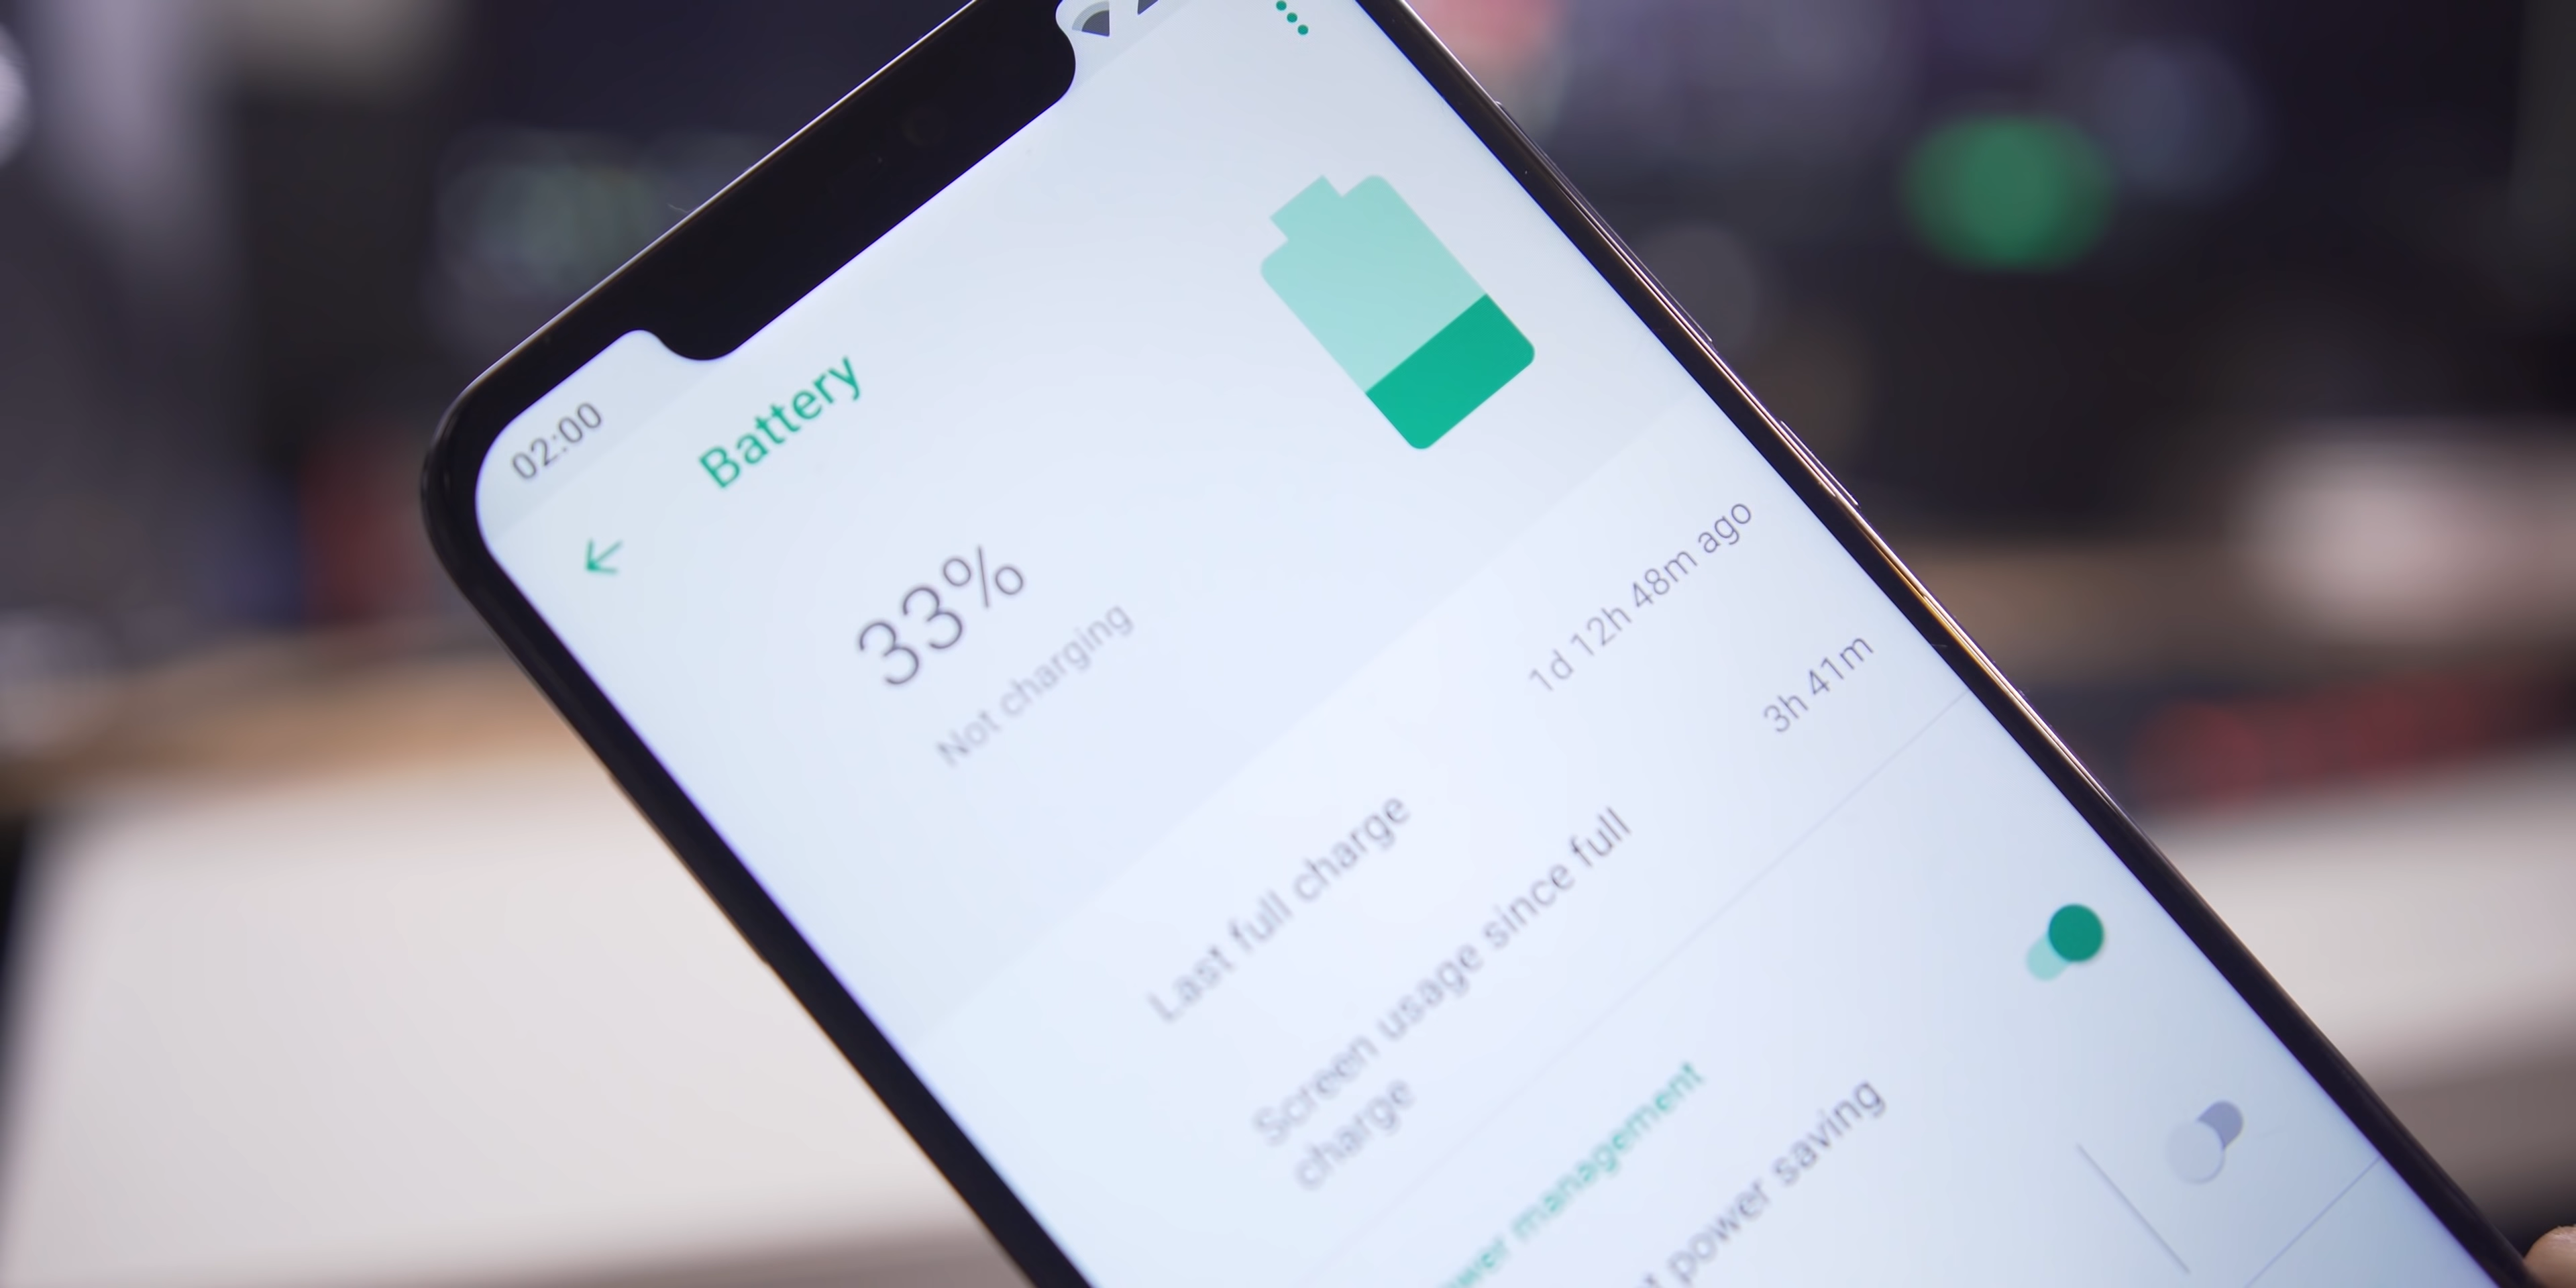 02:00
Battery
33%
Not charging
Last full charge 1d 12h 48m ago
Screen usage since full 3h 41m
charge
management
power saving